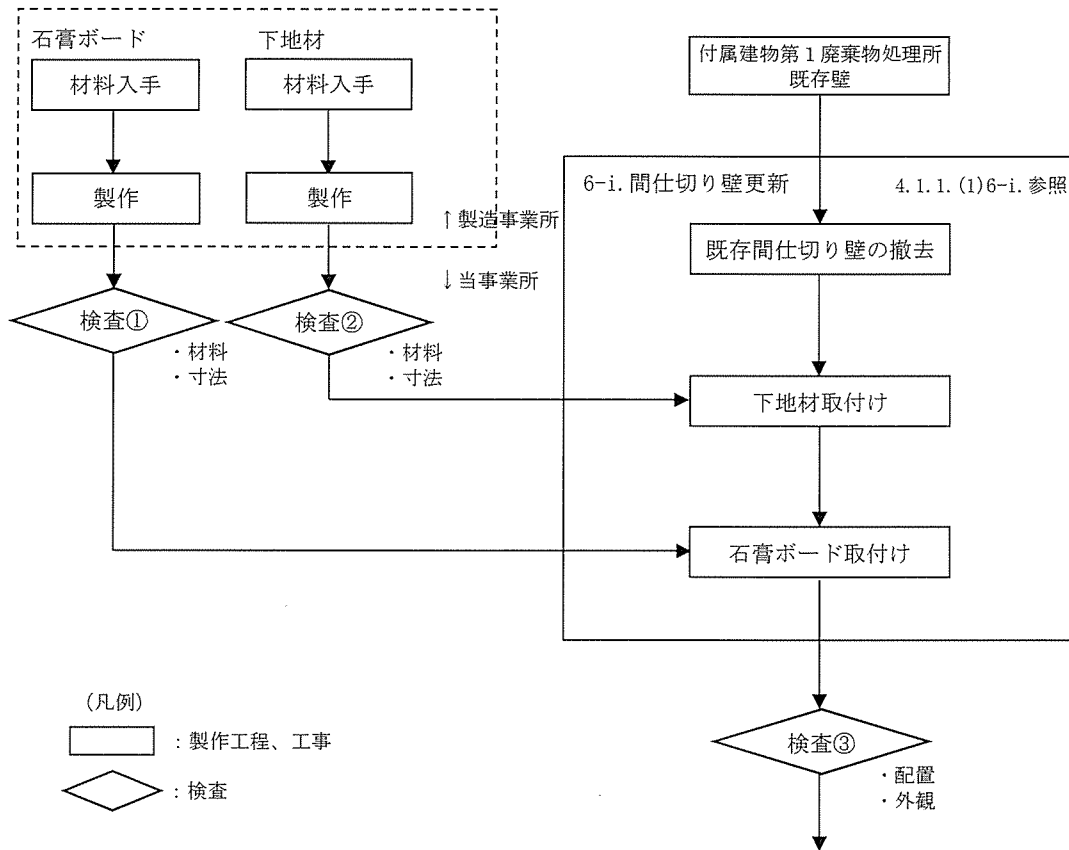 石膏ボード
材料入手
製作
下地材
材料入手
製作
↑製造事業所
↓当事業所
検査①
・材料
・寸法
検査②
・材料
・寸法
付属建物第1廃棄物処理所
既存壁
6-i. 間仕切り壁更新
4.1.1.(1)6-i. 参照
既存間仕切り壁の撤去
下地材取付け
石膏ボード取付け
検査③
・配置
・外観
(凡例)
：製作工程、工事
：検査